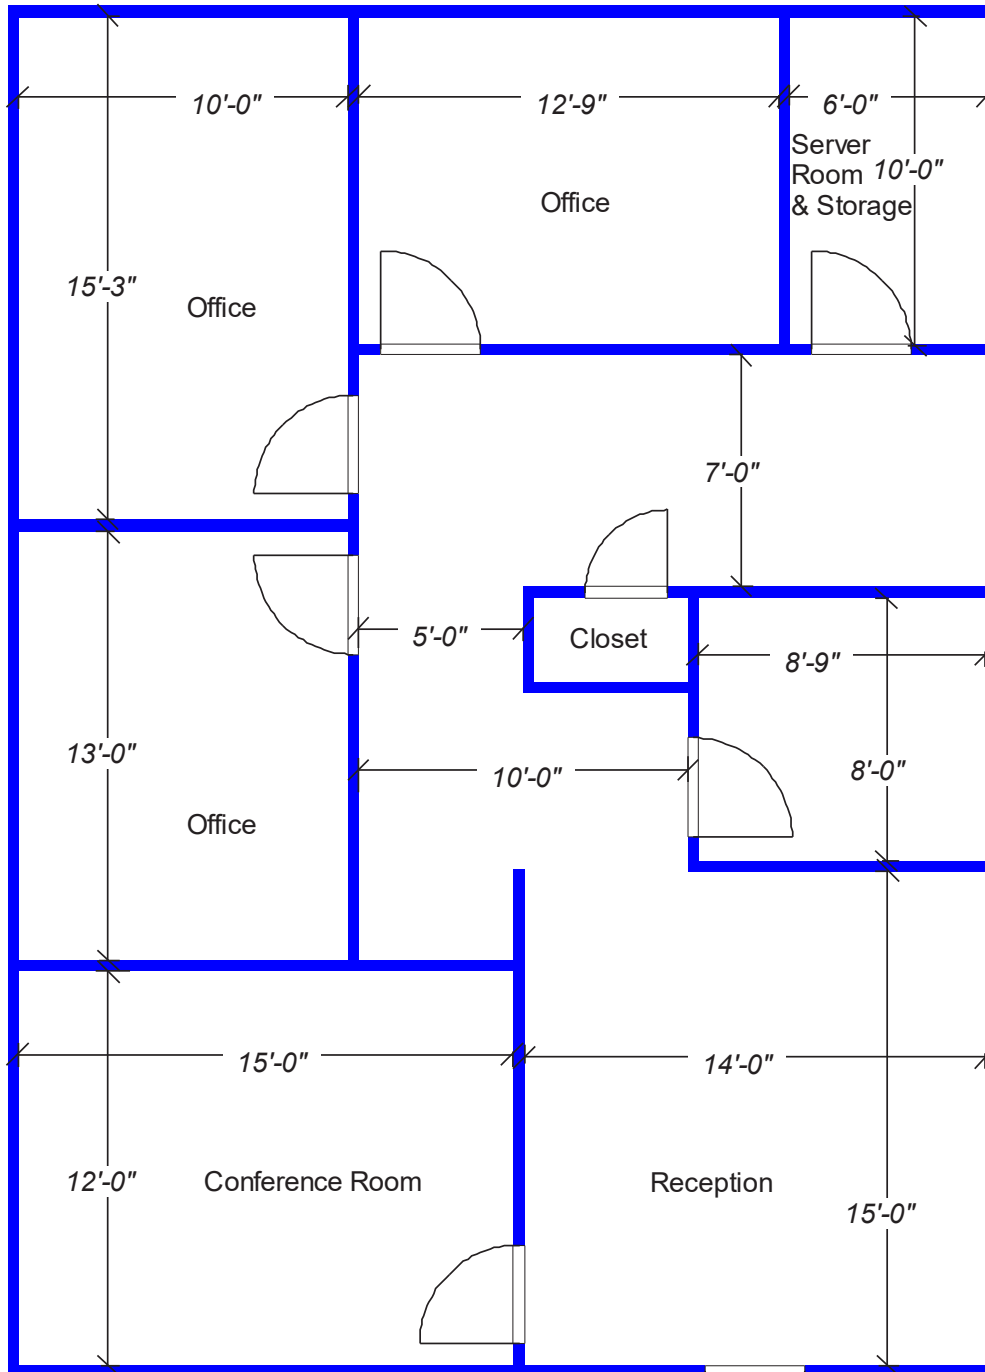 10'-0"
12'-9"
6'-0"
Server
Room
& Storage
10'-0"
Office
15'-3"
Office
7'-0"
5'-0"
Closet
8'-9"
13'-0"
10'-0"
8'-0"
Office
15'-0"
14'-0"
12'-0"
Conference Room
Reception
15'-0"